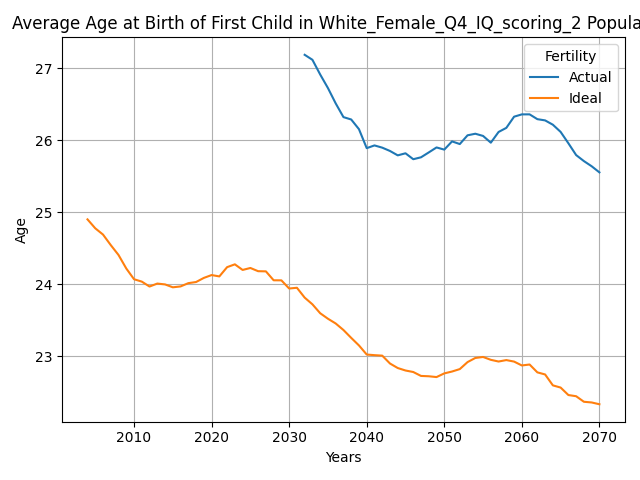 Average Age at Birth of First Child in White_Female_Q4_IQ_scoring_2 Popula
Fertility
Actual
Ideal
27
26
25
24
23
Age
2010 2020 2030 2040 2050 2060 2070
Years